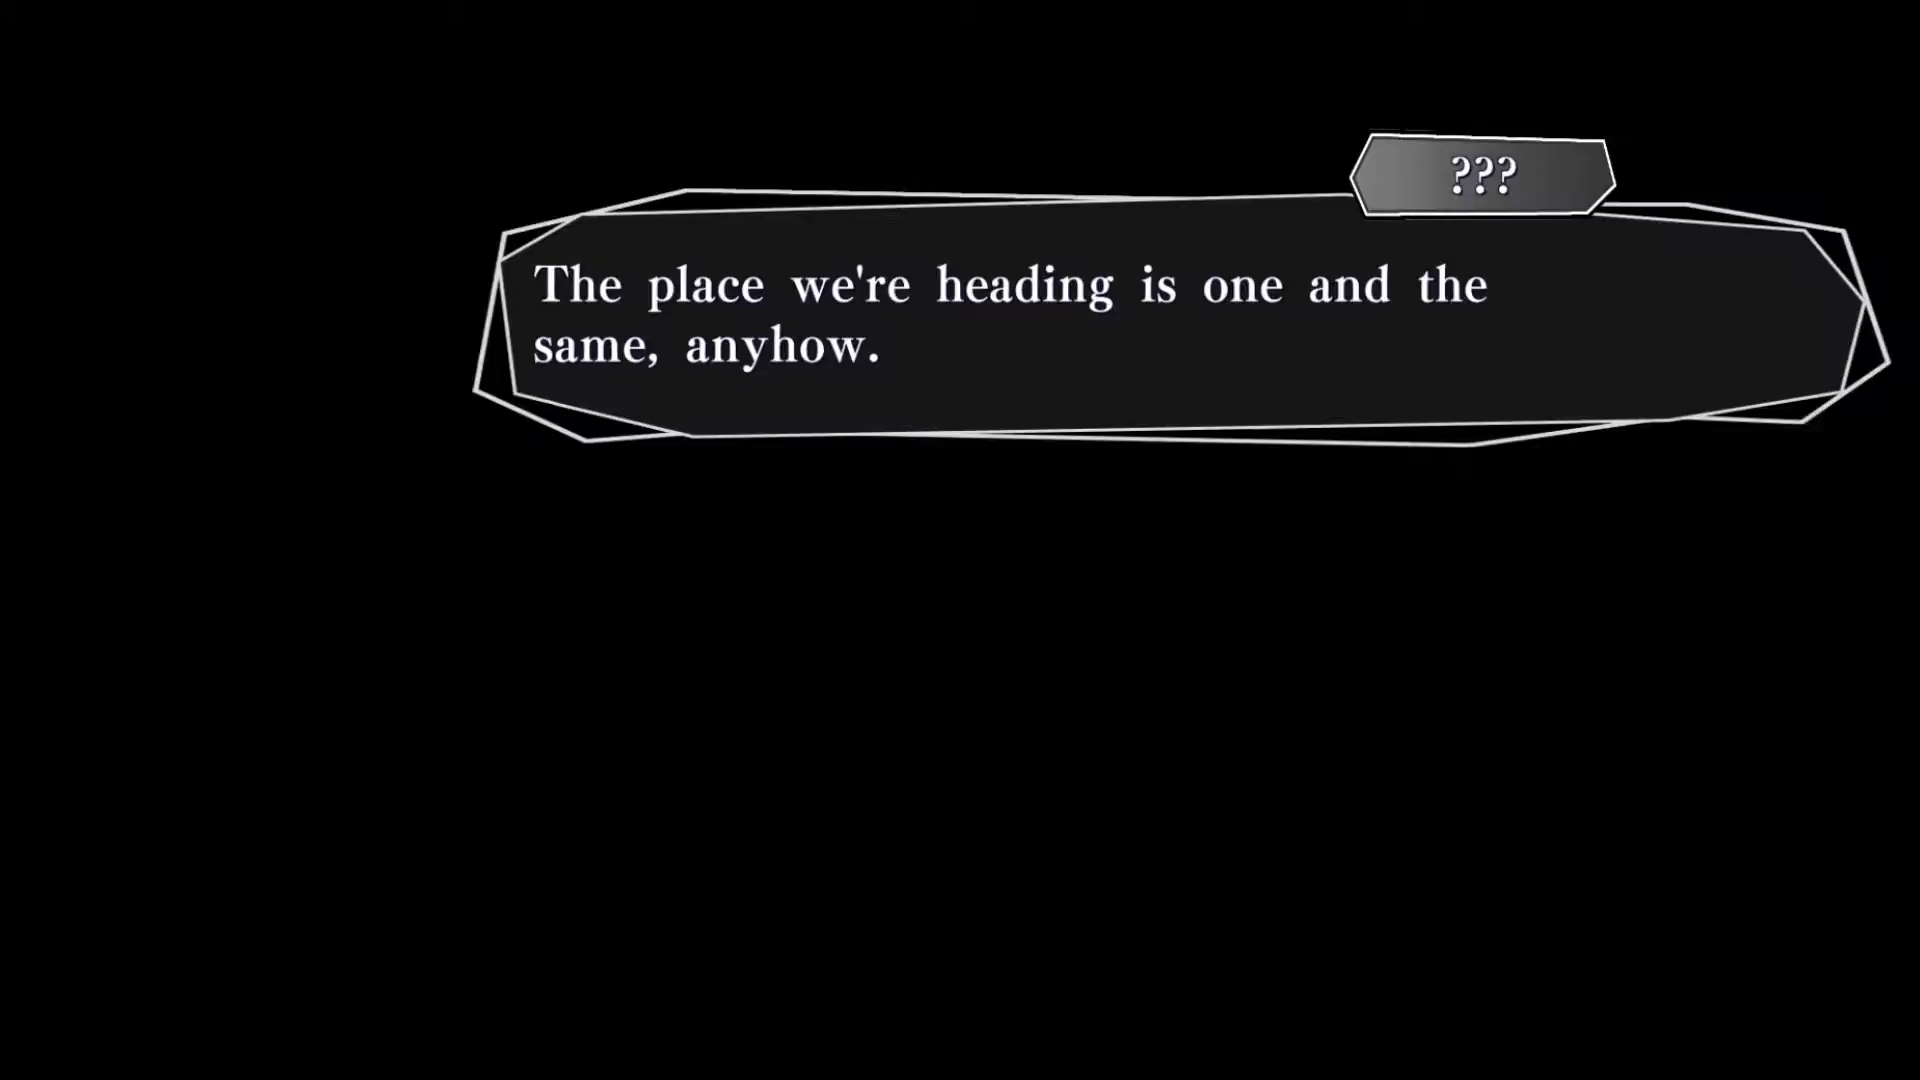 ???
The place we're heading is one and the
same, anyhow.